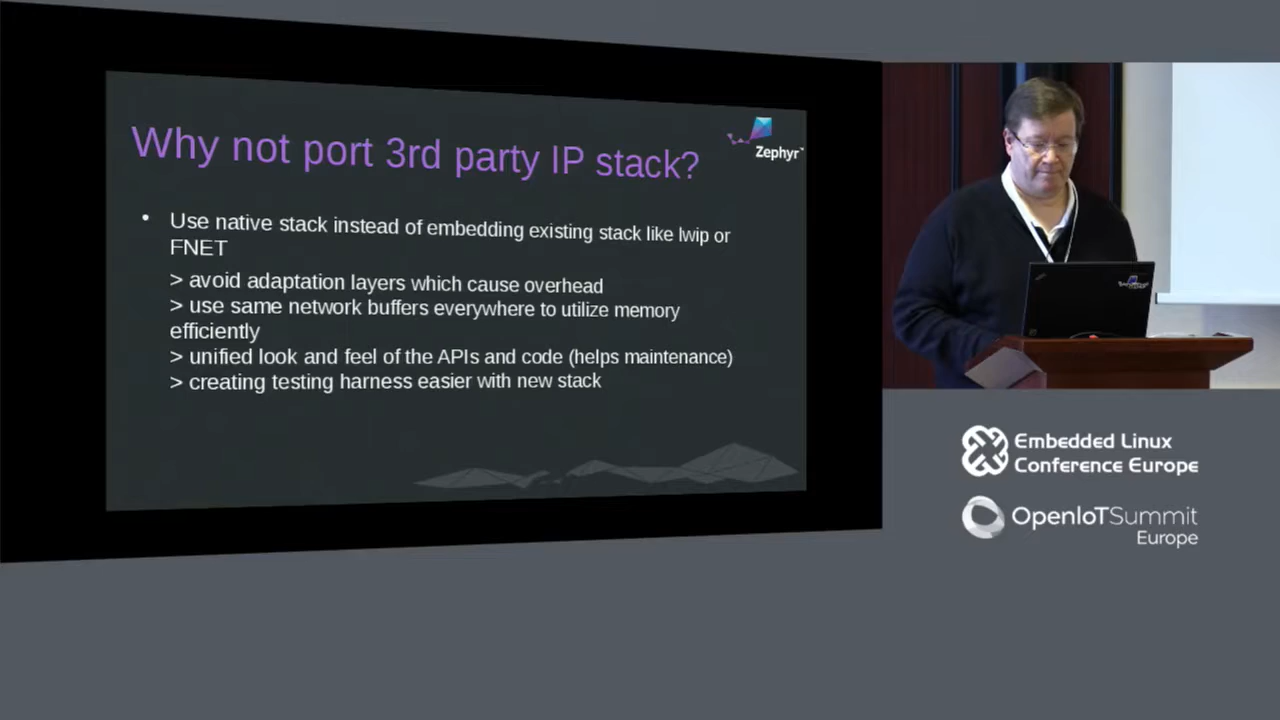 Why not port 3rd party IP stack?
Zephyr™
• Use native stack instead of embedding existing stack like lwip or
FNET
> avoid adaptation layers which cause overhead
> use same network buffers everywhere to utilize memory
efficiently
> unified look and feel of the APIs and code (helps maintenance)
> creating testing harness easier with new stack
Embedded Linux
Conference Europe
OpenIoTSummit
Europe